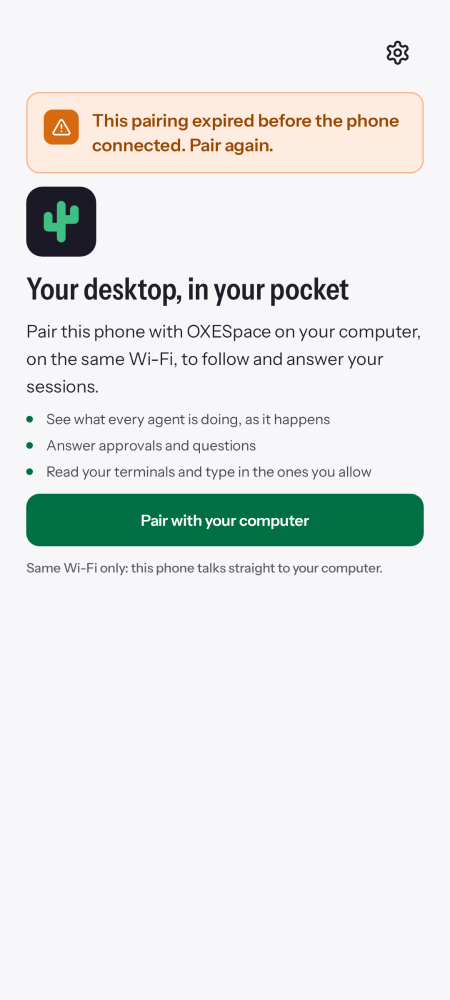 This pairing expired before the phone
connected. Pair again.
Your desktop, in your pocket
Pair this phone with OXESpace on your computer,
on the same Wi-Fi, to follow and answer your
sessions.
See what every agent is doing, as it happens
Answer approvals and questions
Read your terminals and type in the ones you allow
Pair with your computer
Same Wi-Fi only: this phone talks straight to your computer.